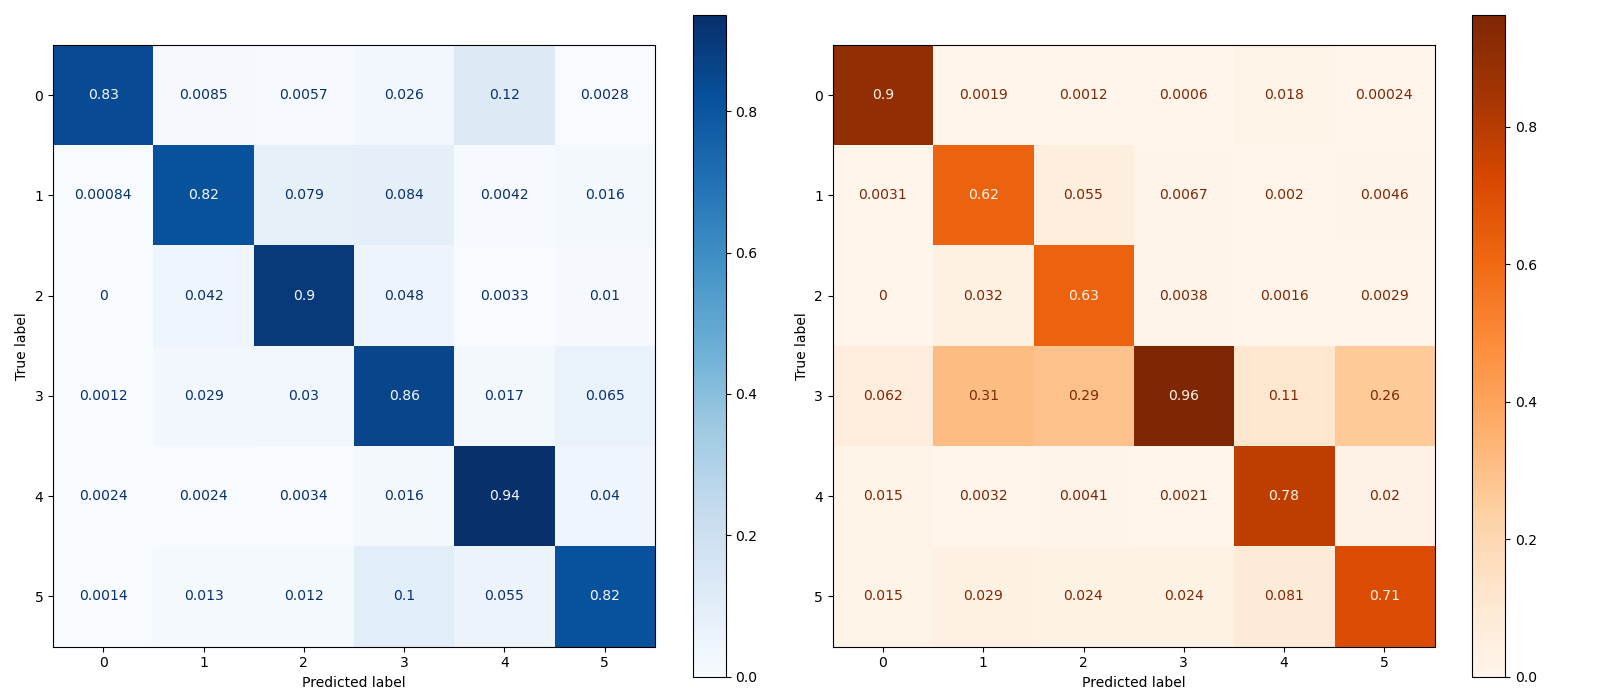 0 0.83 0.0085 0.0057 0.026 0.12 0.0028
1 0.00084 0.82 0.079 0.084 0.0042 0.016
2 0 0.042 0.9 0.048 0.0033 0.01
3 0.0012 0.029 0.03 0.86 0.017 0.065
4 0.0024 0.0024 0.0034 0.016 0.94 0.04
5 0.0014 0.013 0.012 0.1 0.055 0.82
0 1 2 3 4 5
Predicted label
True label
0.8
0.6
0.4
0.2
0.0
0 0.9 0.0019 0.0012 0.0006 0.018 0.00024
1 0.0031 0.62 0.055 0.0067 0.002 0.0046
2 0 0.032 0.63 0.0038 0.0016 0.0029
3 0.062 0.31 0.29 0.96 0.11 0.26
4 0.015 0.0032 0.0041 0.0021 0.78 0.02
5 0.015 0.029 0.024 0.024 0.081 0.71
0 1 2 3 4 5
Predicted label
True label
0.8
0.6
0.4
0.2
0.0